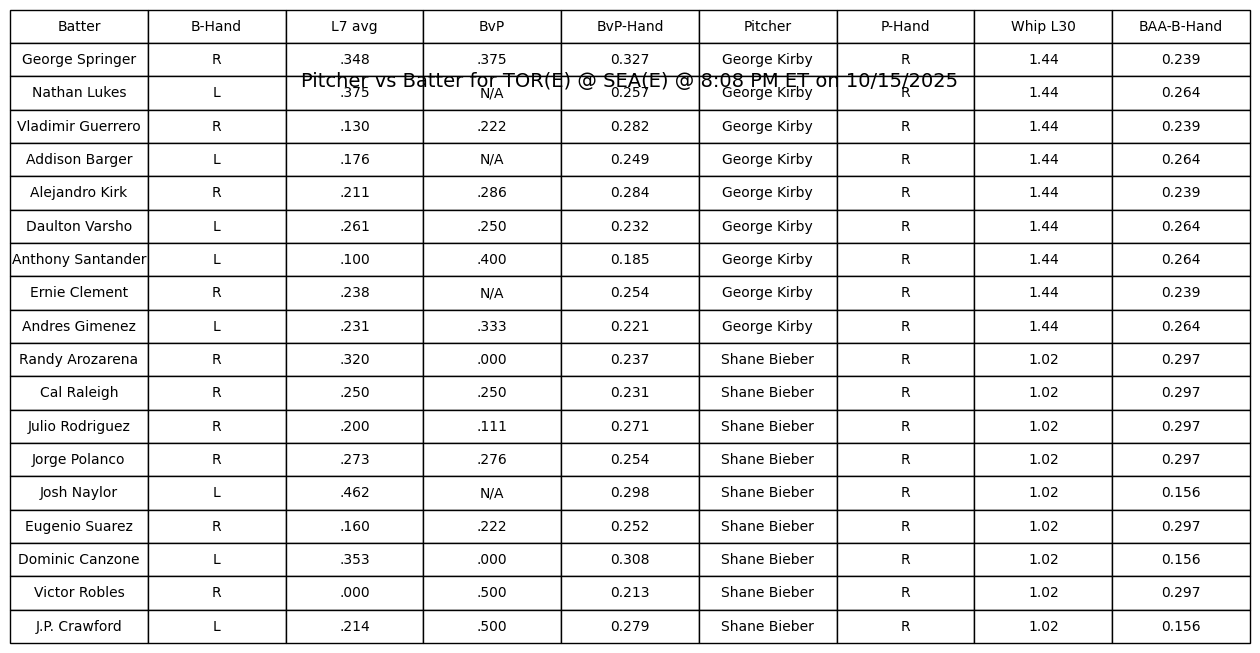 Batter B-Hand L7 avg BvP BvP-Hand Pitcher P-Hand Whip L30 BAA-B-Hand
George Springer R .348 .375 0.327 George Kirby R 1.44 0.239
Pitcher vs Batter for TOR(E) @ SEA(E) @ 8:08 PM ET on 10/15/2025
Nathan Lukes L .375 N/A 0.257 George Kirby R 1.44 0.264
Vladimir Guerrero R .130 .222 0.282 George Kirby R 1.44 0.239
Addison Barger L .176 N/A 0.249 George Kirby R 1.44 0.264
Alejandro Kirk R .211 .286 0.284 George Kirby R 1.44 0.239
Daulton Varsho L .261 .250 0.232 George Kirby R 1.44 0.264
Anthony Santander L .100 .400 0.185 George Kirby R 1.44 0.264
Ernie Clement R .238 N/A 0.254 George Kirby R 1.44 0.239
Andres Gimenez L .231 .333 0.221 George Kirby R 1.44 0.264
Randy Arozarena R .320 .000 0.237 Shane Bieber R 1.02 0.297
Cal Raleigh R .250 .250 0.231 Shane Bieber R 1.02 0.297
Julio Rodriguez R .200 .111 0.271 Shane Bieber R 1.02 0.297
Jorge Polanco R .273 .276 0.254 Shane Bieber R 1.02 0.297
Josh Naylor L .462 N/A 0.298 Shane Bieber R 1.02 0.156
Eugenio Suarez R .160 .222 0.252 Shane Bieber R 1.02 0.297
Dominic Canzone L .353 .000 0.308 Shane Bieber R 1.02 0.156
Victor Robles R .000 .500 0.213 Shane Bieber R 1.02 0.297
J.P. Crawford L .214 .500 0.279 Shane Bieber R 1.02 0.156